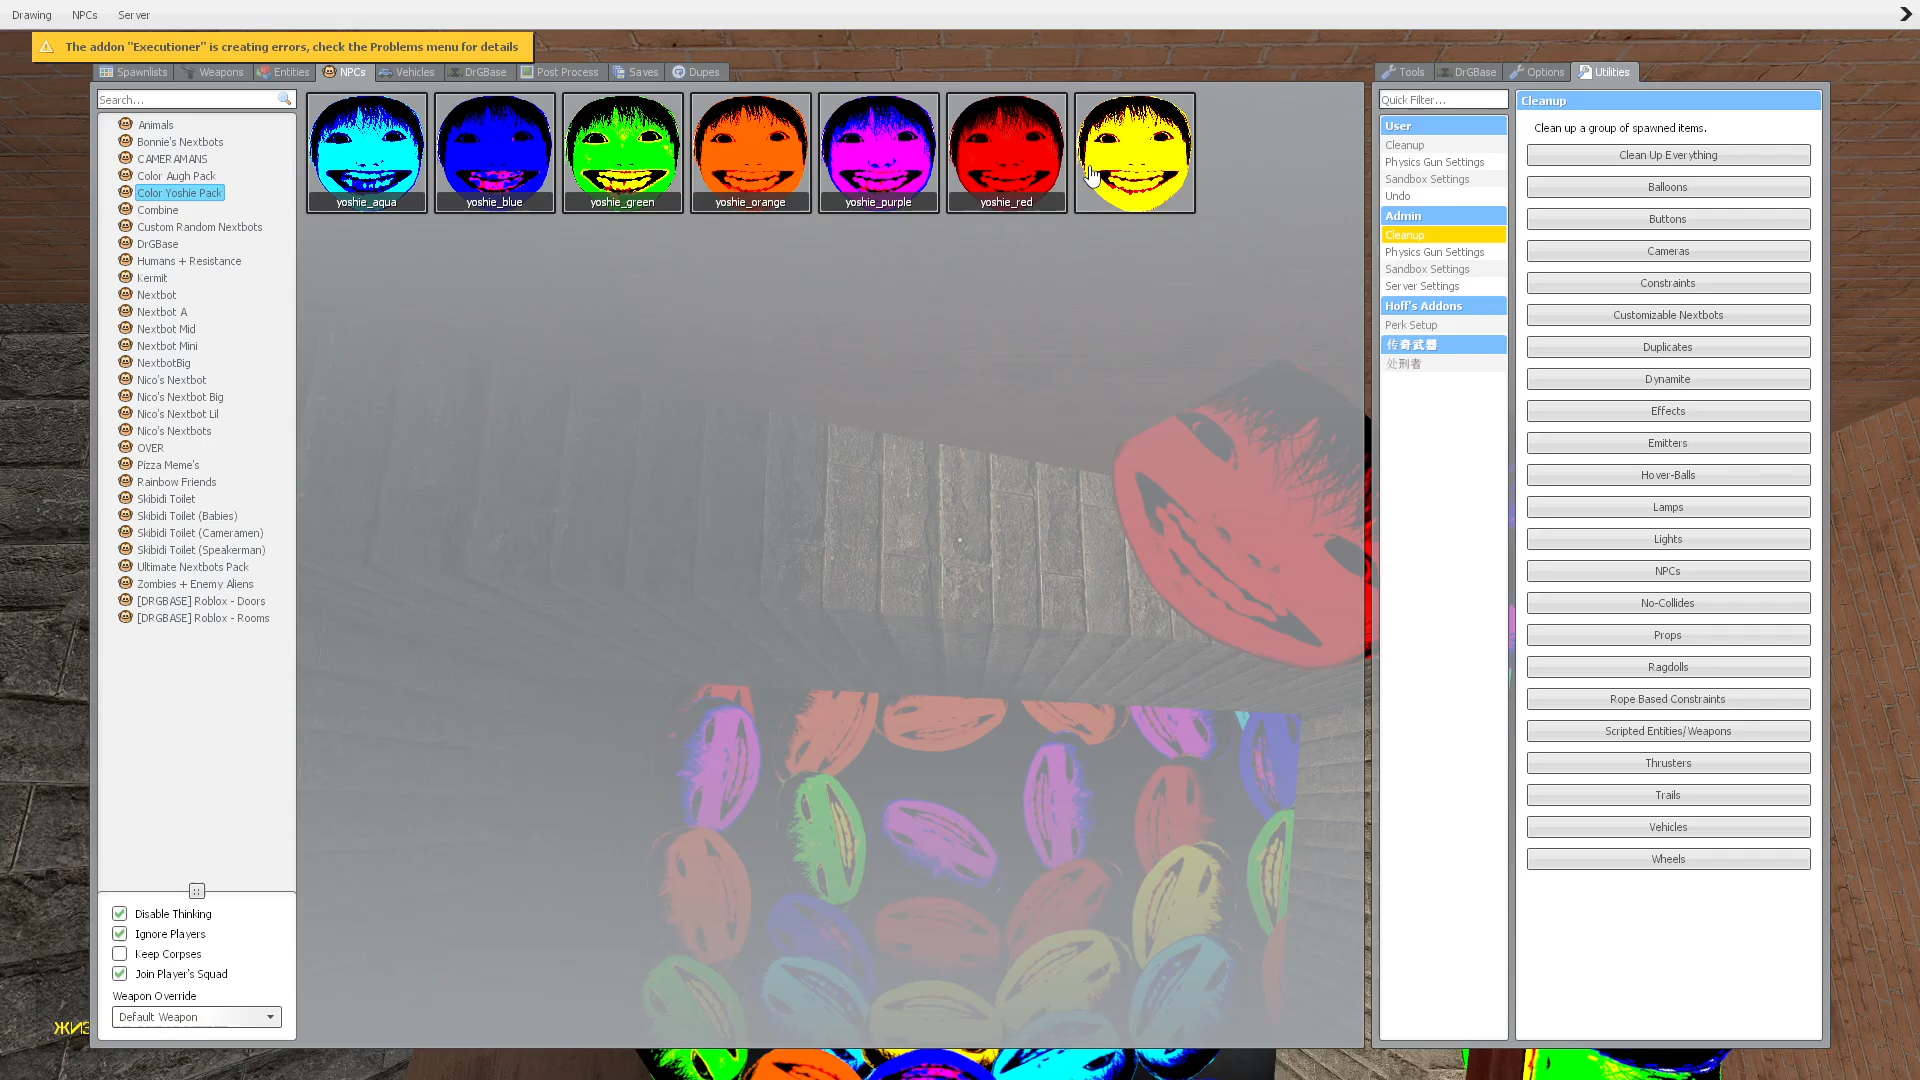 Drawing NPCs Server
The addon "Executioner" is creating errors, check the Problems menu for details
Spawnlists Weapons Entities NPCs Vehicles DrGBase Post Process Saves Dupes
Tools DrGBase Options Utilities
Search...
Animals
Bonnie's Nextbots
CAMERAMANS
Color Augh Pack
Color Yoshie Pack
Combine
Custom Random Nextbots
DrGBase
Humans + Resistance
Kermit
Nextbot
Nextbot A
Nextbot Mid
Nextbot Mini
NextbotBig
Nico's Nextbot
Nico's Nextbot Big
Nico's Nextbot Lil
Nico's Nextbots
OVER
Pizza Meme's
Rainbow Friends
Skibidi Toilet
Skibidi Toilet (Babies)
Skibidi Toilet (Cameramen)
Skibidi Toilet (Speakerman)
Ultimate Nextbots Pack
Zombies + Enemy Aliens
[DRGBASE] Roblox - Doors
[DRGBASE] Roblox - Rooms
Disable Thinking
Ignore Players
Keep Corpses
Join Player's Squad
Weapon Override
Default Weapon
ЖИЗ
yoshie_aqua
yoshie_blue
yoshie_green
yoshie_orange
yoshie_purple
yoshie_red
Quick Filter...
User
Cleanup
Physics Gun Settings
Sandbox Settings
Undo
Admin
Cleanup
Physics Gun Settings
Sandbox Settings
Server Settings
Hoff's Addons
Perk Setup
传奇武器
处刑者
Cleanup
Clean up a group of spawned items.
Clean Up Everything
Balloons
Buttons
Cameras
Constraints
Customizable Nextbots
Duplicates
Dynamite
Effects
Emitters
Hover-Balls
Lamps
Lights
NPCs
No-Collides
Props
Ragdolls
Rope Based Constraints
Scripted Entities/Weapons
Thrusters
Trails
Vehicles
Wheels